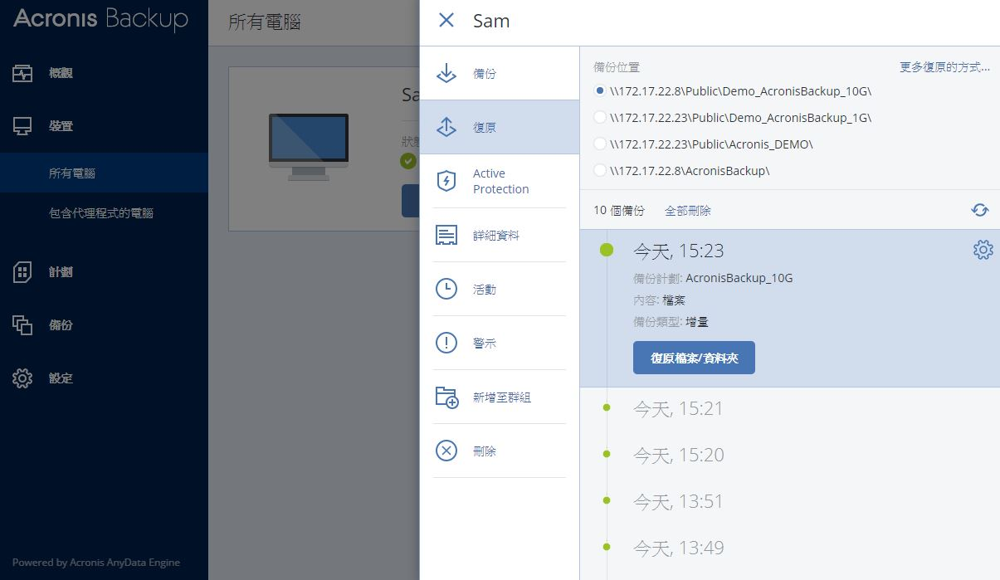 Acronis Backup
概觀
裝置
所有電腦
包含代理程式的電腦
計劃
備份
設定
Powered by Acronis AnyData Engine
所有電腦
Sam
備份
復原
Active
Protection
詳細資料
活動
警示
新增至群組
刪除
備份位置
更多復原的方式...
\\172.17.22.8\Public\Demo_AcronisBackup_10G\
\\172.17.22.23\Public\Demo_AcronisBackup_1G\
\\172.17.22.23\Public\Acronis_DEMO\
\\172.17.22.8\AcronisBackup\
10 個備份 全部刪除
今天, 15:23
備份計劃: AcronisBackup_10G
內容: 檔案
備份類型: 增量
復原檔案/資料夾
今天, 15:21
今天, 15:20
今天, 13:51
今天, 13:49